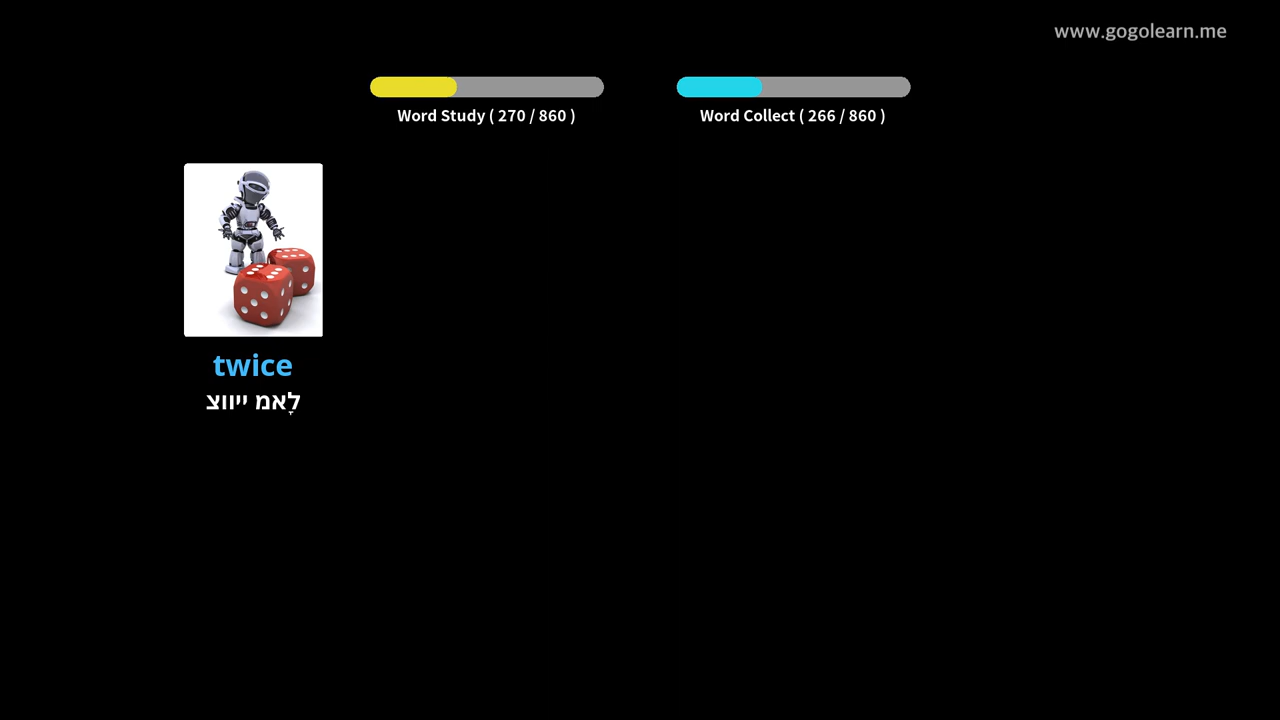 www.gogolearn.me
Word Study ( 270 / 860 )
Word Collect ( 266 / 860 )
twice
לָאמ ייווצ